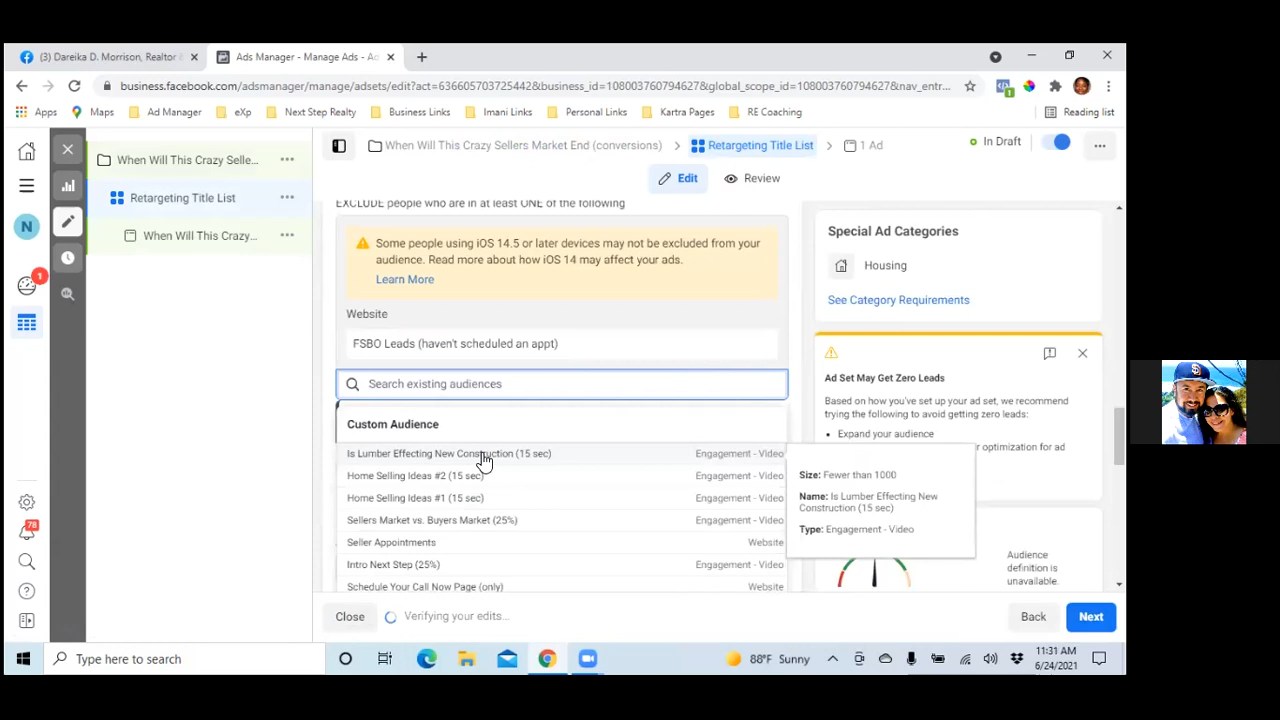 (3) Dareika D. Morrison, Realtor
Ads Manager - Manage Ads - Ad
business.facebook.com/adsmanager/manage/adsets/edit?act=636605703725442&business_id=1080003760794627&global_scope_id=1080003760794627&nav_entr...
Apps
Maps
Ad Manager
eXp
Next Step Realty
Business Links
Imani Links
Personal Links
Kartra Pages
RE Coaching
Reading list
When Will This Crazy Selle...
Retargeting Title List
When Will This Crazy...
When Will This Crazy Sellers Market End (conversions)
Retargeting Title List
1 Ad
In Draft
Edit
Review
EXCLUDE people who are in at least ONE of the following
Some people using iOS 14.5 or later devices may not be excluded from your
audience. Read more about how iOS 14 may affect your ads.
Learn More
Website
FSBO Leads (haven't scheduled an appt)
Search existing audiences
Custom Audience
Is Lumber Effecting New Construction (15 sec) Engagement - Video
Home Selling Ideas #2 (15 sec) Engagement - Video
Home Selling Ideas #1 (15 sec) Engagement - Video
Sellers Market vs. Buyers Market (25%) Engagement - Video
Seller Appointments Website
Intro Next Step (25%) Engagement - Video
Schedule Your Call Now Page (only) Website
Size: Fewer than 1000
Name: Is Lumber Effecting New
Construction (15 sec)
Type: Engagement - Video
Special Ad Categories
Housing
See Category Requirements
Ad Set May Get Zero Leads
Based on how you've set up your ad set, we recommend
trying the following to avoid getting zero leads:
Expand your audience
optimization for ad
Audience
definition is
unavailable.
Close
Verifying your edits...
Back
Next
N
1
78
1
Type here to search
88°F Sunny
11:31 AM
6/24/2021